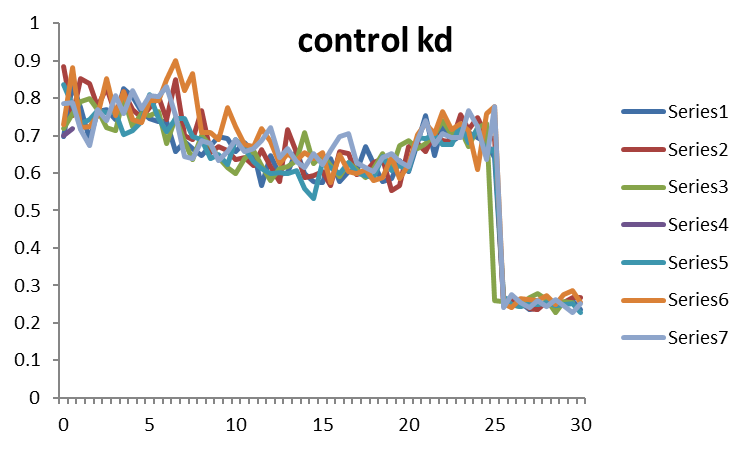 control kd
1
0.9
0.8
0.7
0.6
0.5
0.4
0.3
0.2
0.1
0
0 5 10 15 20 25 30
Series1
Series2
Series3
Series4
Series5
Series6
Series7